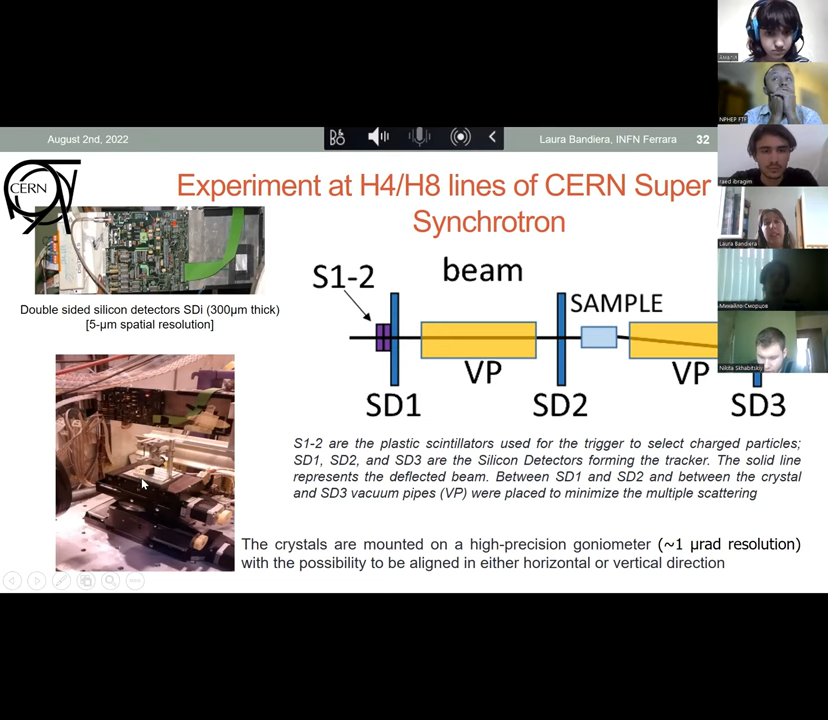 August 2nd, 2022
Laura Bandiera, INFN Ferrara
32
CERN
Experiment at H4/H8 lines of CERN Super
Synchrotron
Double sided silicon detectors SDi (300µm thick)
[5-µm spatial resolution]
S1-2
beam
SAMPLE
VP
VP
SD1
SD2
SD3
S1-2 are the plastic scintillators used for the trigger to select charged particles;
SD1, SD2, and SD3 are the Silicon Detectors forming the tracker. The solid line
represents the deflected beam. Between SD1 and SD2 and between the crystal
and SD3 vacuum pipes (VP) were placed to minimize the multiple scattering
The crystals are mounted on a high-precision goniometer (~1 µrad resolution)
with the possibility to be aligned in either horizontal or vertical direction
NPHEP FTF
raed ibragim
Laura Bandiera
Михайло Сморцов
Nikita Skhabitskiy